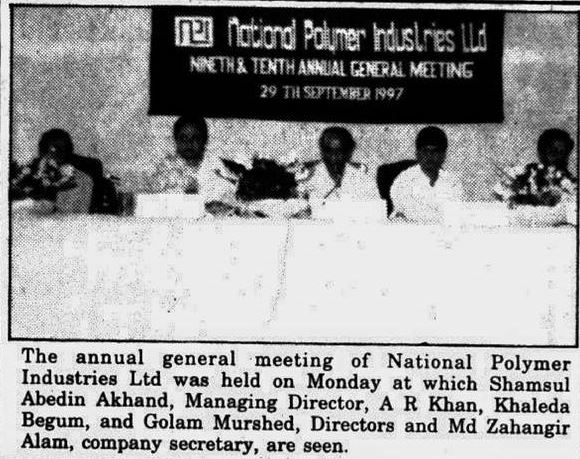 npi National Polymer Industries Ltd
NINETH & TENTH ANNUAL GENERAL MEETING
29 TH SEPTEMBER 1997
The annual general meeting of National Polymer
Industries Ltd was held on Monday at which Shamsul
Abedin Akhand, Managing Director, A R Khan, Khaleda
Begum, and Golam Murshed, Directors and Md Zahangir
Alam, company secretary, are seen.